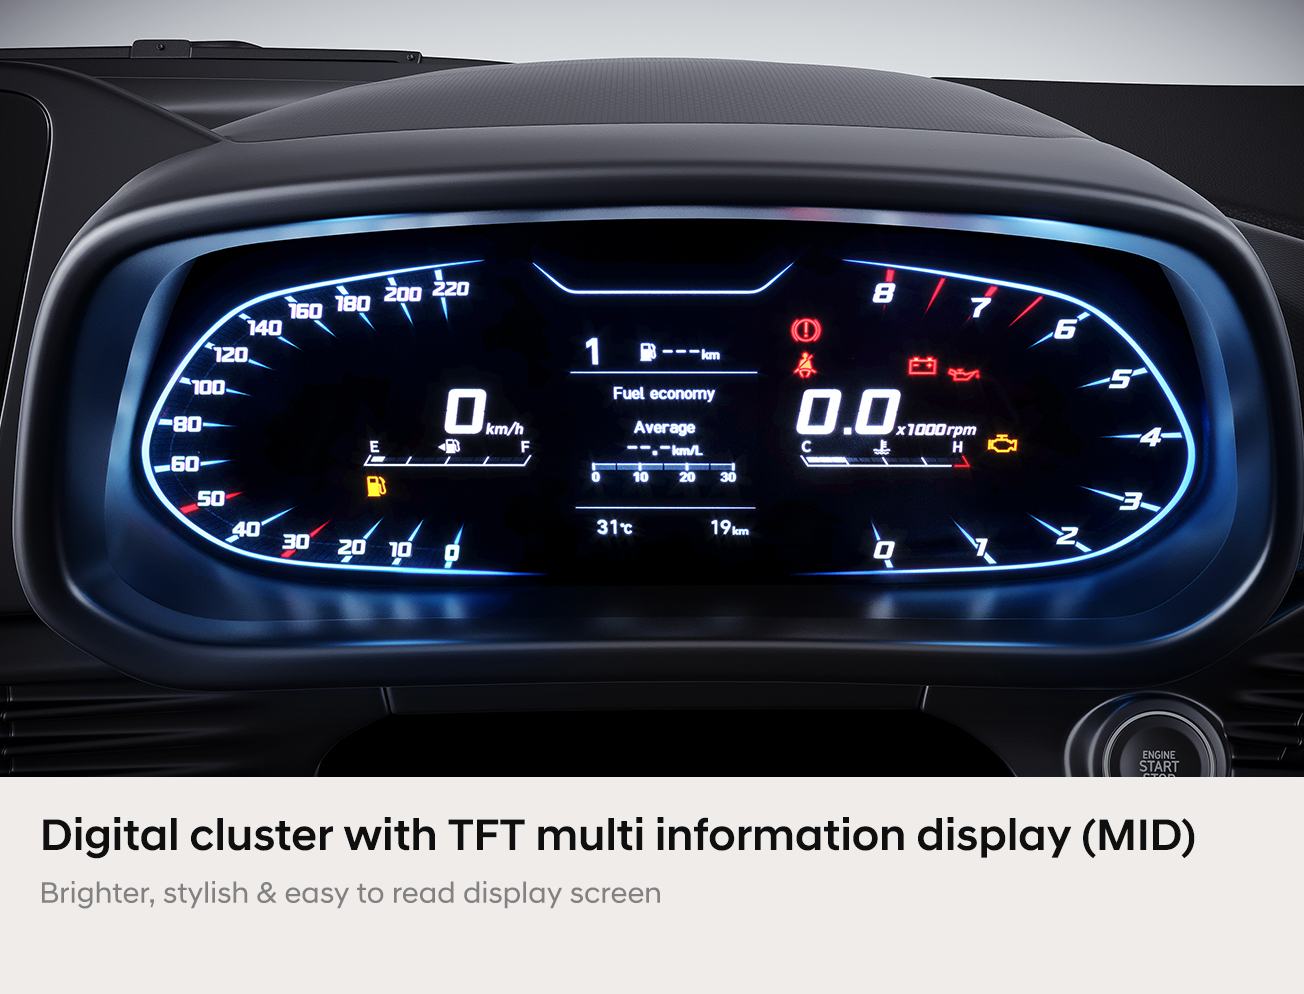 220
200
180
160
140
120
100
80
60
50
40
30
20
10
0
0 km/h
E F
1 ---km
Fuel economy
Average
--.- km/L
0 10 20 30
31°C 19km
8
7
6
5
4
3
2
1
0
0.0 x1000rpm
C H
ENGINE
START
STOP
Digital cluster with TFT multi information display (MID)
Brighter, stylish & easy to read display screen